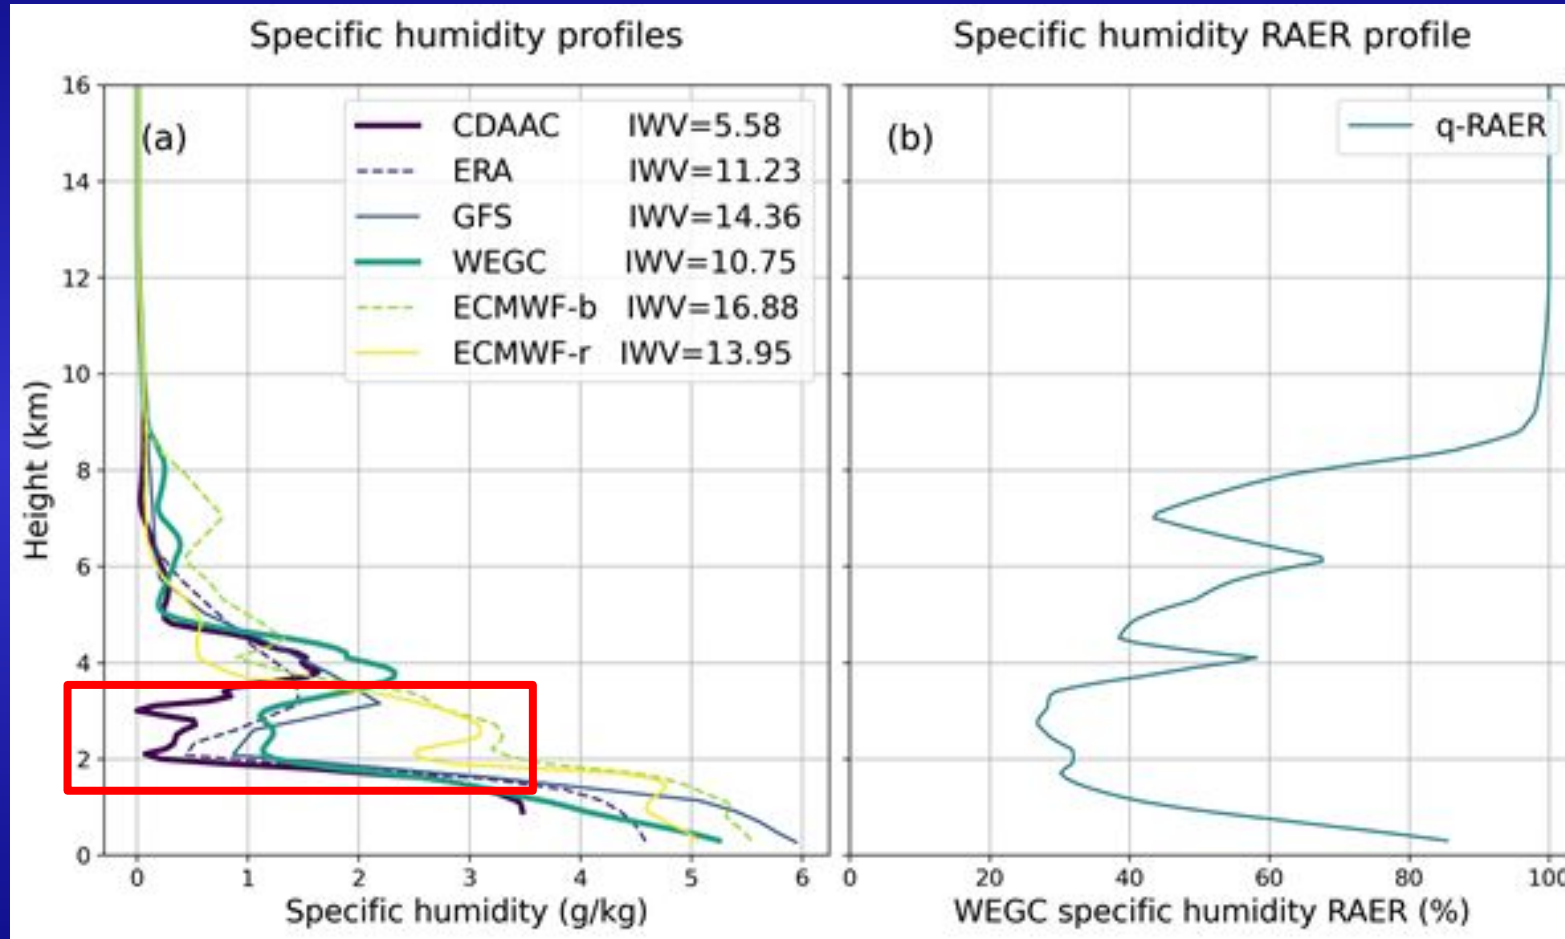 Specific humidity profiles
Specific humidity RAER profile
(a)
CDAAC IWV=5.58
ERA IWV=11.23
GFS IWV=14.36
WEGC IWV=10.75
ECMWF-b IWV=16.88
ECMWF-r IWV=13.95
(b)
q-RAER
16
14
12
10
8
6
4
2
0
Height (km)
0 1 2 3 4 5 6
0 20 40 60 80 100
Specific humidity (g/kg)
WEGC specific humidity RAER (%)